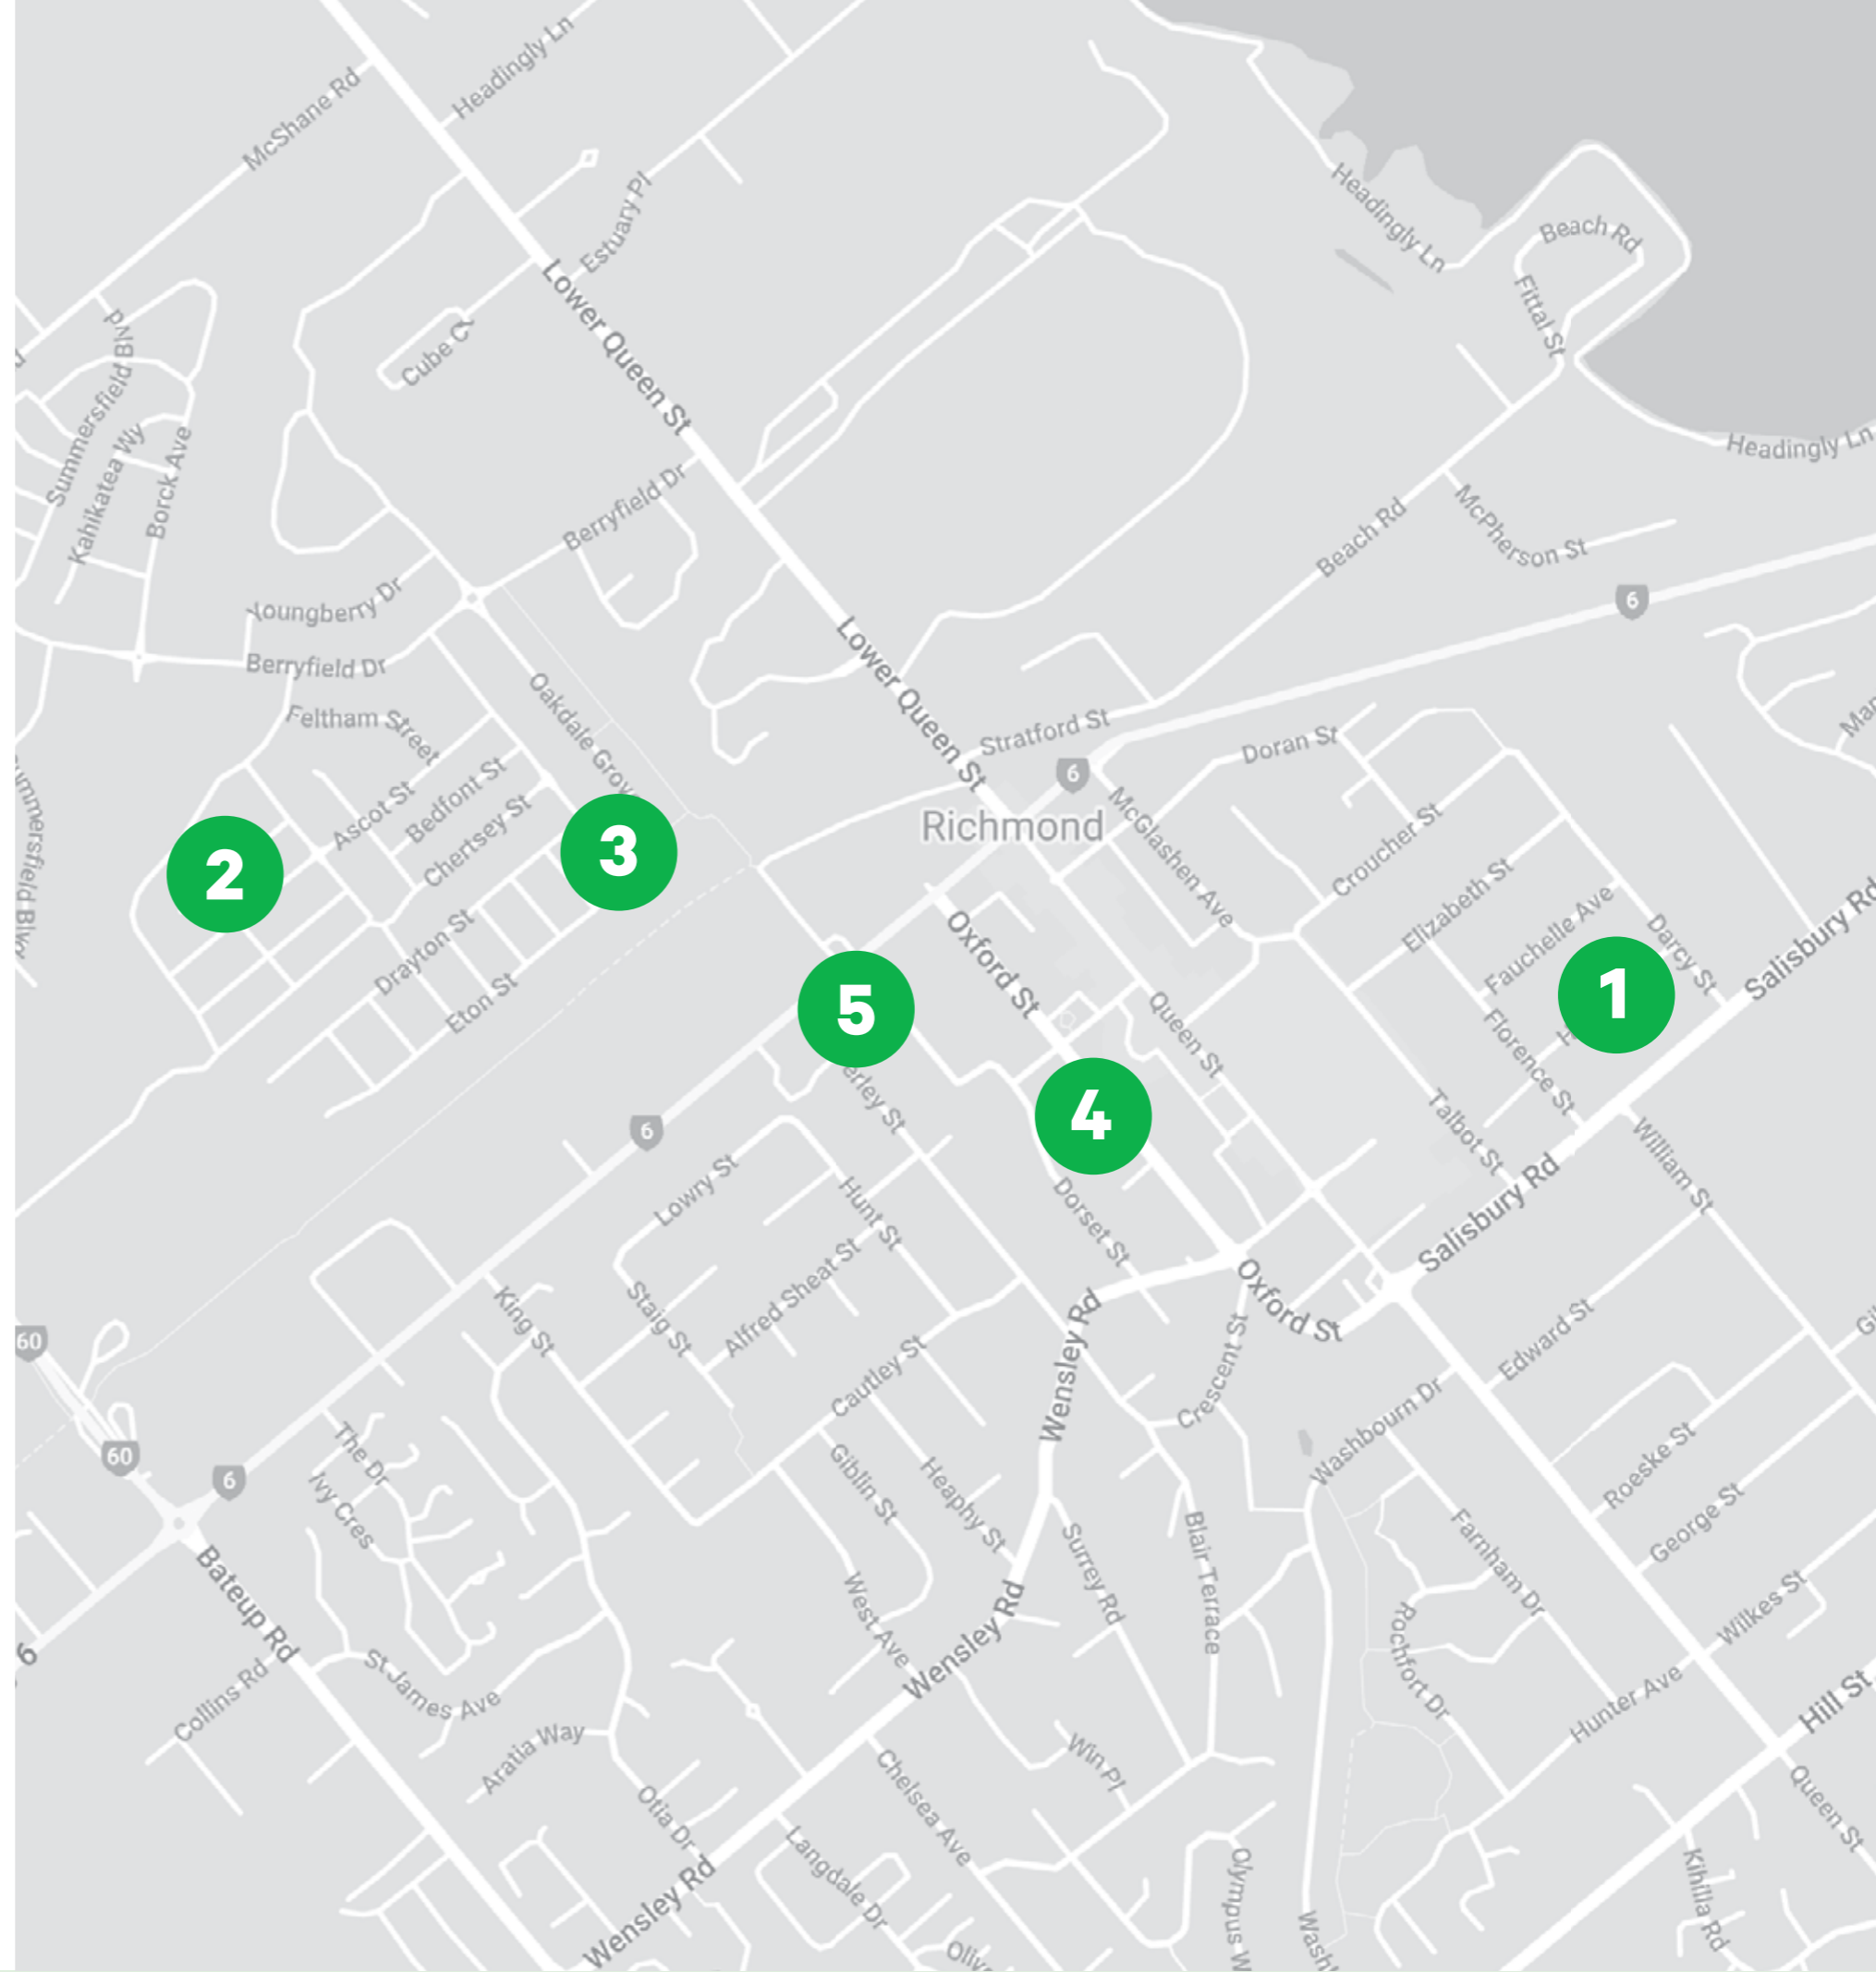 Headingly Ln
McShane Rd
Estuary Pl
Headingly Ln
Beach Rd
Fittal St
Lower Queen St
Cube Ct
Summersfield Blvd
Kahikatea Wy
Borck Ave
Headingly Ln
Berryfield Dr
Beach Rd
McPherson St
6
Youngberry Dr
Berryfield Dr
Lower Queen St
Oakdale Grove
Feltham Street
Stratford St
Doran St
6
Richmond
McGlashen Ave
Ascot St
Bedfont St
Chertsey St
Croucher St
Elizabeth St
Fauchelle Ave
Darcy St
Salisbury Rd
2
3
Drayton St
Eton St
Oxford St
Queen St
5
1
Florence St
4
6
Talbot St
William St
Lowry St
Hunt St
Dorset St
Salisbury Rd
Alfred Sheat St
Staig St
King St
60
Oxford St
Wensley Rd
Crescent St
Edward St
Cautley St
Washbourn Dr
60
6
The Dr
Ivy Cres
Giblin St
Heaphy St
Surrey Rd
Blair Terrace
Roeske St
George St
Farnham Dr
Bateup Rd
West Ave
Wensley Rd
Rochfort Dr
Wilkes St
Hunter Ave
Hill St
6
St James Ave
Collins Rd
Aratia Way
Otia Dr
Win Pl
Chelsea Ave
Queen St
Langdale Dr
Wensley Rd
Kihilla Rd